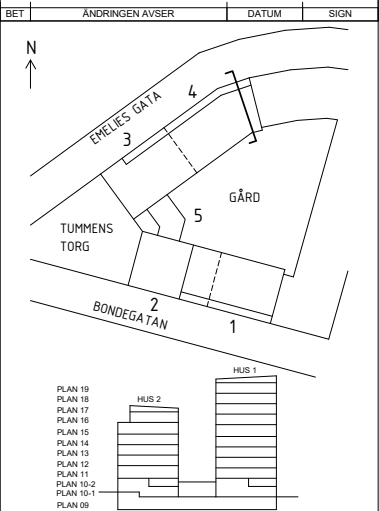 BET ÄNDRINGEN AVSER DATUM SIGN
N
EMELIES GATA
4
3
GÅRD
5
TUMMENS
TORG
2
BONDEGATAN
1
HUS 1
PLAN 19
PLAN 18
HUS 2
PLAN 17
PLAN 16
PLAN 15
PLAN 14
PLAN 13
PLAN 12
PLAN 11
PLAN 10-2
PLAN 10-1
PLAN 09